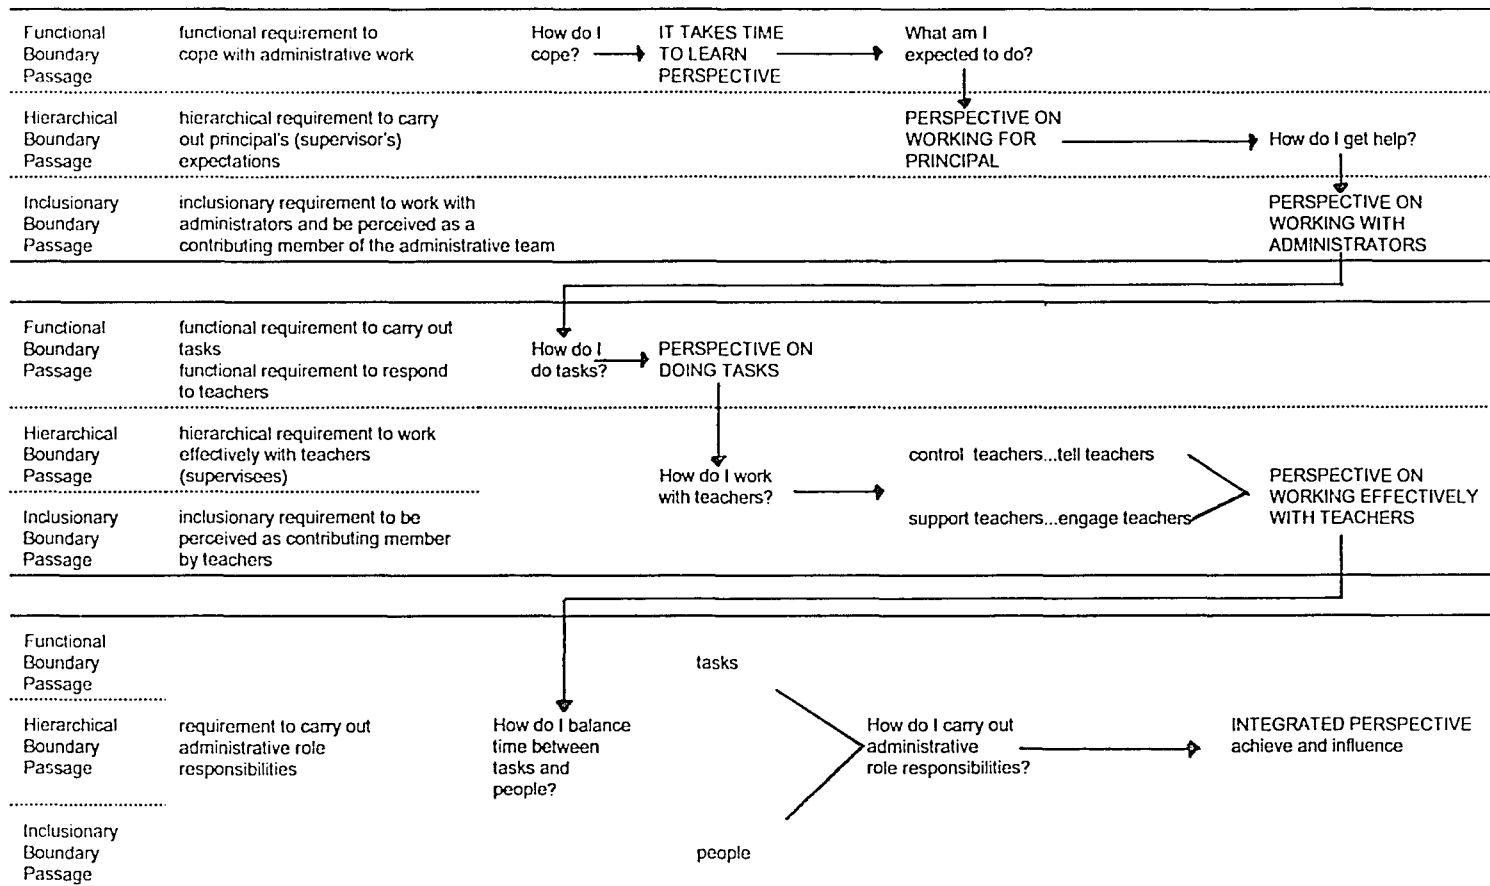 Functional
Boundary
Passage
functional requirement to
cope with administrative work
How do I
cope?
IT TAKES TIME
TO LEARN
PERSPECTIVE
What am I
expected to do?
Hierarchical
Boundary
Passage
hierarchical requirement to carry
out principal's (supervisor's)
expectations
PERSPECTIVE ON
WORKING FOR
PRINCIPAL
How do I get help?
Inclusionary
Boundary
Passage
inclusionary requirement to work with
administrators and be perceived as a
contributing member of the administrative team
PERSPECTIVE ON
WORKING WITH
ADMINISTRATORS
Functional
Boundary
Passage
functional requirement to carry out
tasks
functional requirement to respond
to teachers
How do I
do tasks?
PERSPECTIVE ON
DOING TASKS
Hierarchical
Boundary
Passage
hierarchical requirement to work
effectively with teachers
(supervisees)
How do I work
with teachers?
control teachers...tell teachers
support teachers...engage teachers
PERSPECTIVE ON
WORKING EFFECTIVELY
WITH TEACHERS
Inclusionary
Boundary
Passage
inclusionary requirement to be
perceived as contributing member
by teachers
Functional
Boundary
Passage
tasks
Hierarchical
Boundary
Passage
requirement to carry out
administrative role
responsibilities
How do I balance
time between
tasks and
people?
How do I carry out
administrative
role responsibilities?
INTEGRATED PERSPECTIVE
achieve and influence
Inclusionary
Boundary
Passage
people